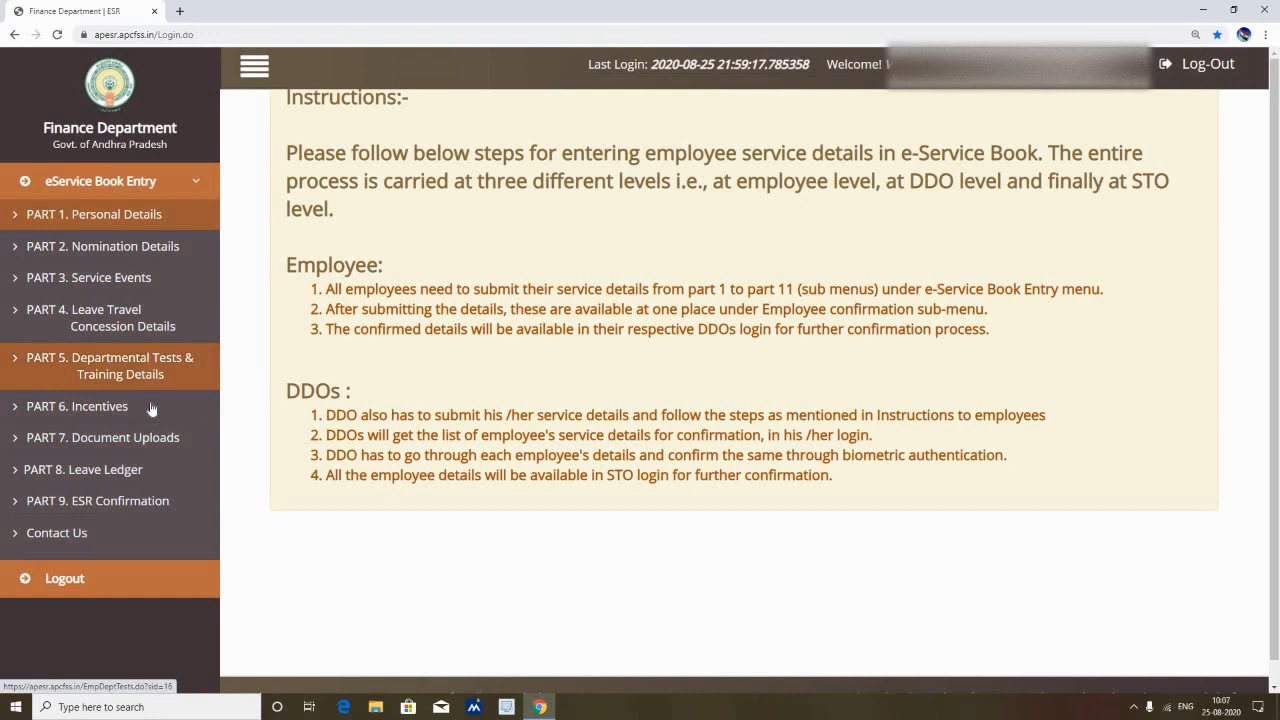 Finance Department | ESR
apesr.apcfss.in/Login.do
Last Login: 2020-08-25 21:59:17.785358
Welcome!
Log-Out
Finance Department
Govt. of Andhra Pradesh
eService Book Entry
PART 1. Personal Details
PART 2. Nomination Details
PART 3. Service Events
PART 4. Leave Travel
Concession Details
PART 5. Departmental Tests &
Training Details
PART 6. Incentives
PART 7. Document Uploads
PART 8. Leave Ledger
PART 9. ESR Confirmation
Contact Us
Logout
Instructions:-
Please follow below steps for entering employee service details in e-Service Book. The entire
process is carried at three different levels i.e., at employee level, at DDO level and finally at STO
level.
Employee:
1. All employees need to submit their service details from part 1 to part 11 (sub menus) under e-Service Book Entry menu.
2. After submitting the details, these are available at one place under Employee confirmation sub-menu.
3. The confirmed details will be available in their respective DDOs login for further confirmation process.
DDOs :
1. DDO also has to submit his /her service details and follow the steps as mentioned in Instructions to employees
2. DDOs will get the list of employee's service details for confirmation, in his /her login.
3. DDO has to go through each employee's details and confirm the same through biometric authentication.
4. All the employee details will be available in STO login for further confirmation.
https://apesr.apcfss.in/EmpDeptTests.do?sid=16
Type here to search
ENG
10:07
25-08-2020